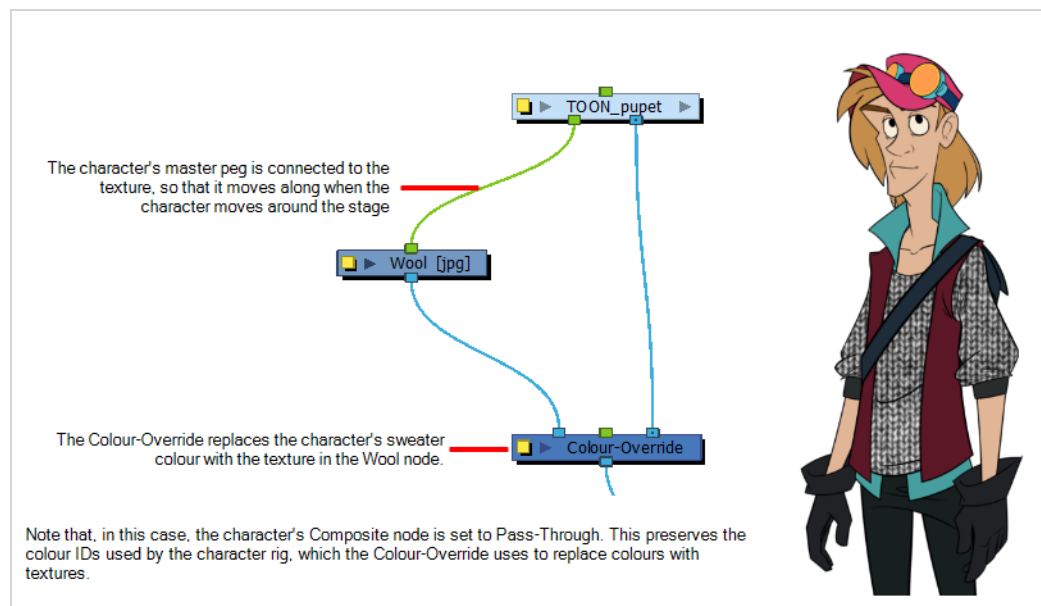 TOON_pupet
The character's master peg is connected to the
texture, so that it moves along when the
character moves around the stage
Wool [jpg]
The Colour-Override replaces the character's sweater
colour with the texture in the Wool node.
Colour-Override
Note that, in this case, the character's Composite node is set to Pass-Through. This preserves the
colour IDs used by the character rig, which the Colour-Override uses to replace colours with
textures.